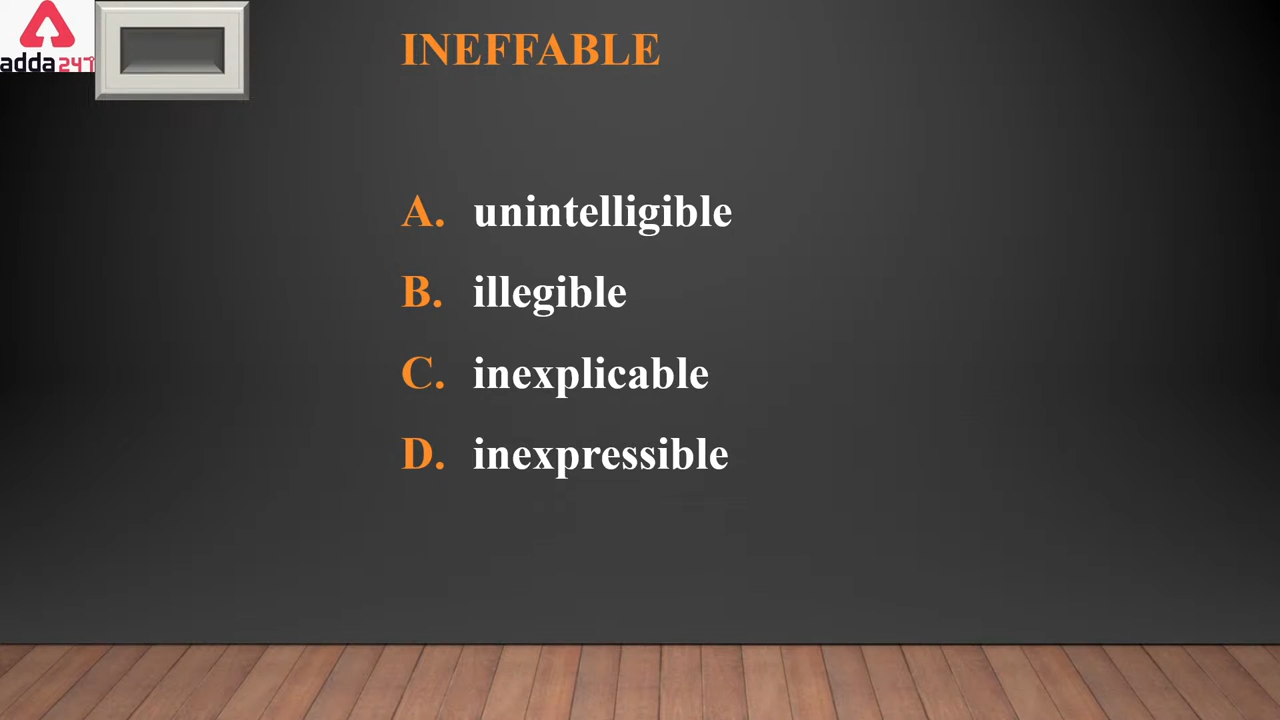 adda247
INEFFABLE
A. unintelligible
B. illegible
C. inexplicable
D. inexpressible